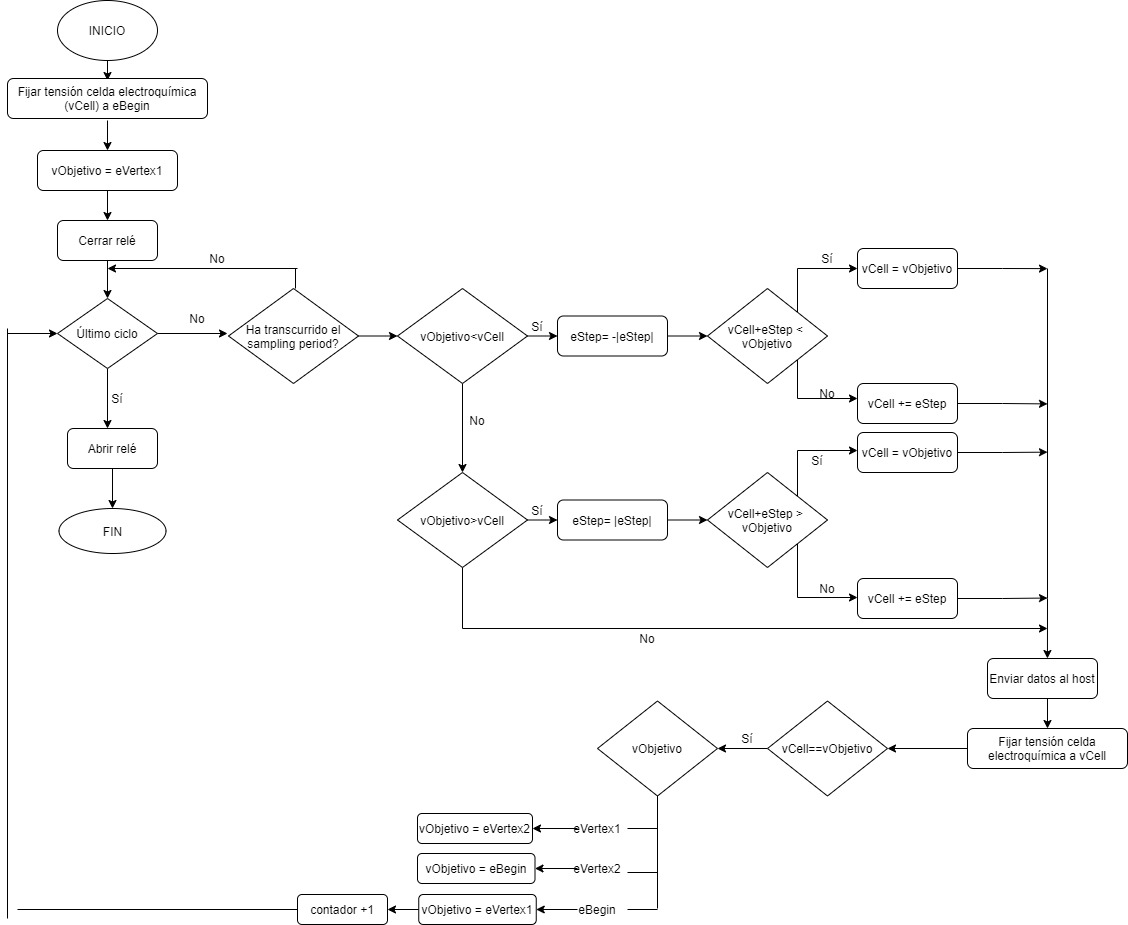 INICIO
Fijar tensión celda electroquímica
(vCell) a eBegin
vObjetivo = eVertex1
Cerrar relé
No
Último ciclo
No
Ha transcurrido el
sampling period?
vObjetivo<vCell
Sí
eStep= -|eStep|
vCell+eStep <
vObjetivo
Sí
vCell = vObjetivo
No
vCell += eStep
Sí
Abrir relé
FIN
No
vObjetivo>vCell
Sí
eStep= |eStep|
vCell+eStep >
vObjetivo
Sí
vCell = vObjetivo
No
vCell += eStep
No
Enviar datos al host
Fijar tensión celda
electroquímica a vCell
vCell==vObjetivo
Sí
vObjetivo
eVertex1
vObjetivo = eVertex2
eVertex2
vObjetivo = eBegin
eBegin
vObjetivo = eVertex1
contador +1